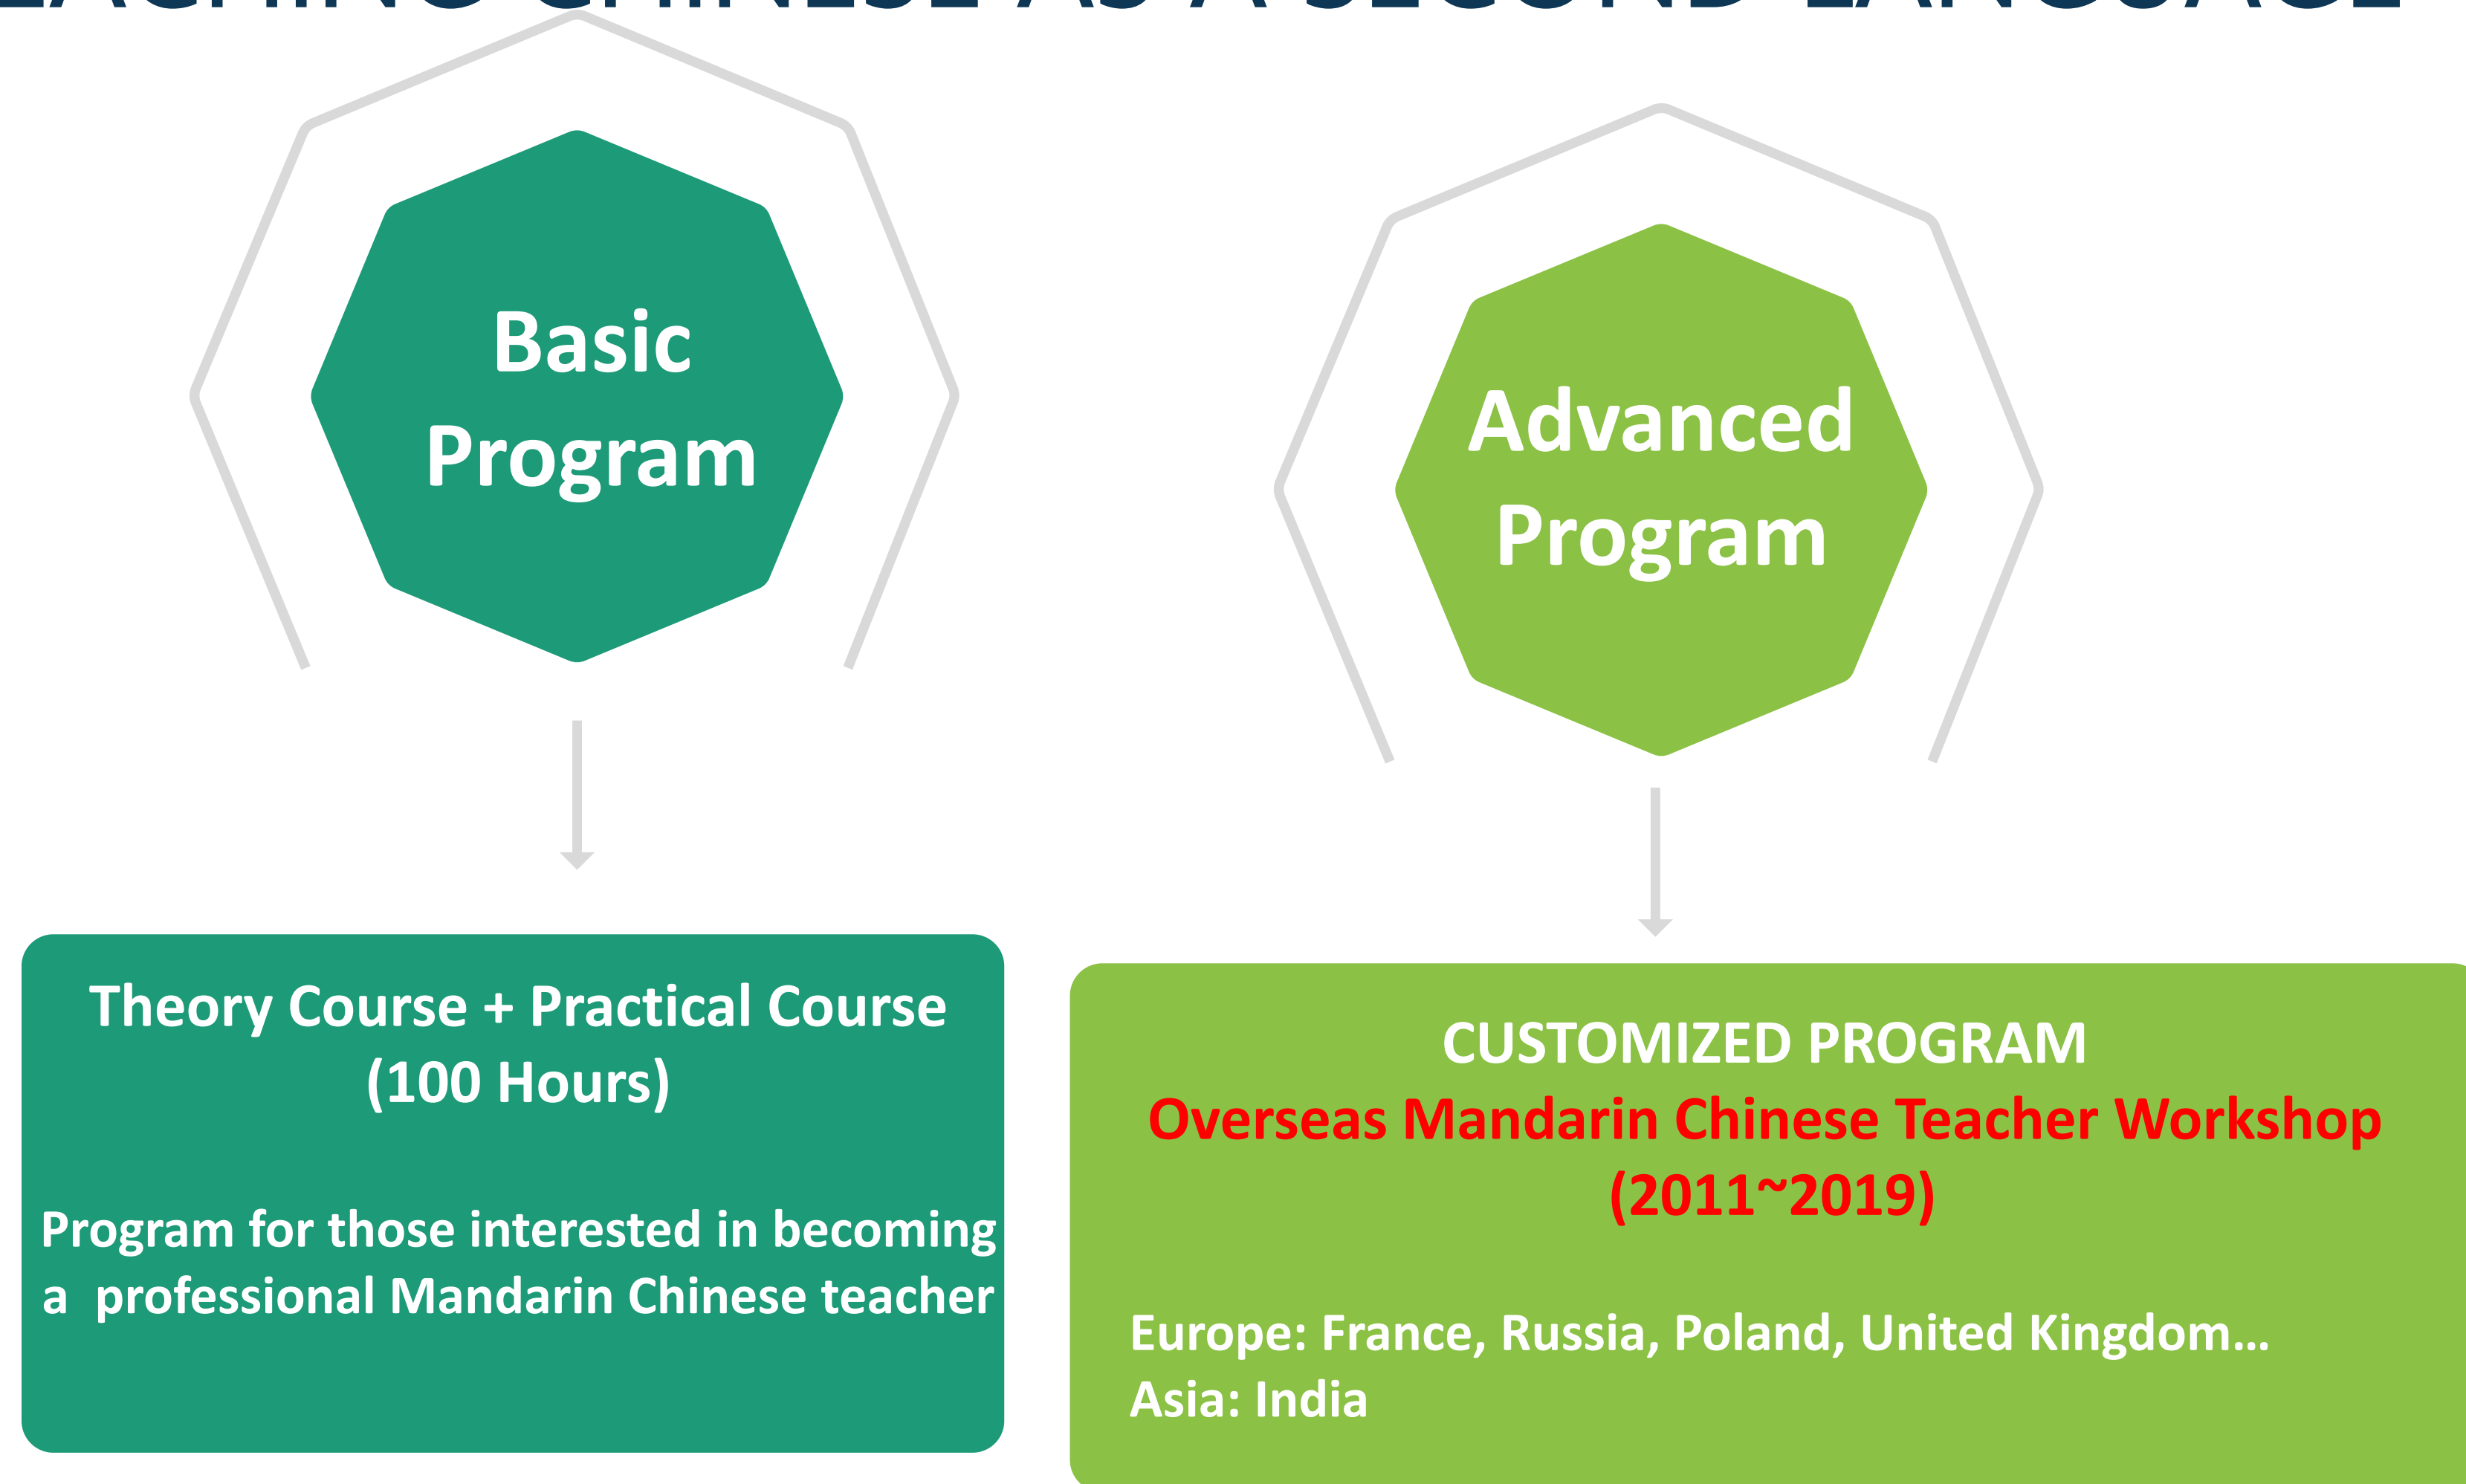 Basic
Program
Advanced
Program
Theory Course + Practical Course
(100 Hours)
Program for those interested in becoming
a professional Mandarin Chinese teacher
CUSTOMIZED PROGRAM
Overseas Mandarin Chinese Teacher Workshop
(2011~2019)
Europe: France, Russia, Poland, United Kingdom...
Asia: India